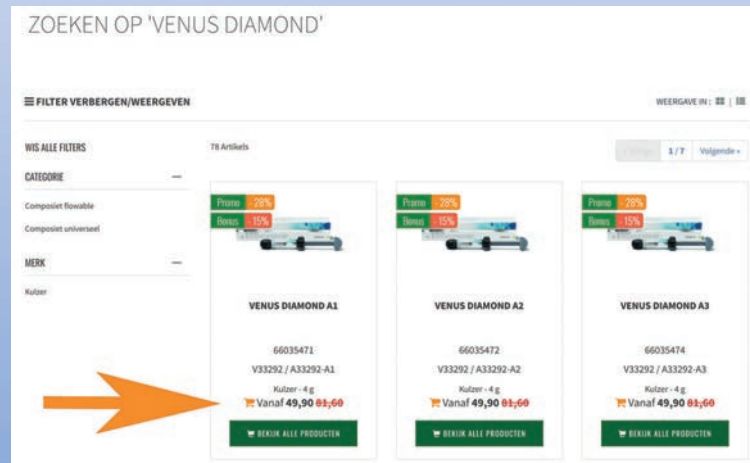 ZOEKEN OP 'VENUS DIAMOND'
FILTER VERBERGEN/WEERGEVEN
WEERGAVE IN :
WIS ALLE FILTERS
78 Artikels
1 / 7 Volgende »
CATEGORIE
Composiet flowable
Composiet universeel
MERK
Kulzer
Promo - 28%
Bonus - 15%
VENUS DIAMOND A1
66035471
V33292 / A33292-A1
Kulzer - 4 g
Vanaf 49,90 81,60
BEKIJK ALLE PRODUCTEN
Promo - 28%
Bonus - 15%
VENUS DIAMOND A2
66035472
V33292 / A33292-A2
Kulzer - 4 g
Vanaf 49,90 81,60
BEKIJK ALLE PRODUCTEN
Promo - 28%
Bonus - 15%
VENUS DIAMOND A3
66035474
V33292 / A33292-A3
Kulzer - 4 g
Vanaf 49,90 81,60
BEKIJK ALLE PRODUCTEN